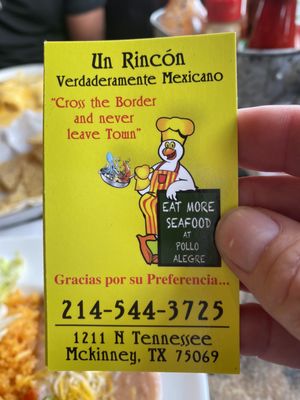 Un Rincón
Verdaderamente Mexicano
"Cross the Border
and never
leave Town"
EAT MORE
SEAFOOD
AT
POLLO
ALEGRE
Gracias por su Preferencia...
214-544-3725
1211 N Tennessee
Mckinney, TX 75069